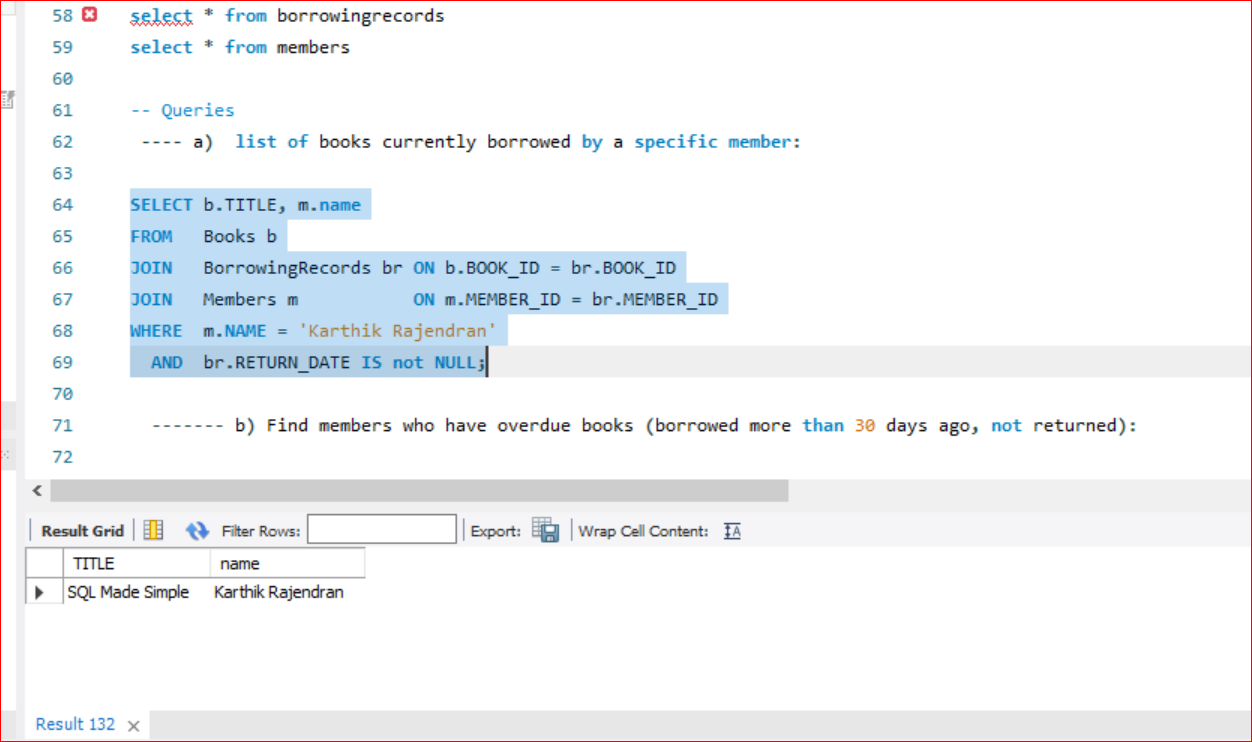 58 select * from borrowingrecords
59 select * from members
60
61 -- Queries
62 ---- a)  list of books currently borrowed by a specific member:
63
64 SELECT b.TITLE, m.name
65 FROM   Books b
66 JOIN   BorrowingRecords br ON b.BOOK_ID = br.BOOK_ID
67 JOIN   Members m           ON m.MEMBER_ID = br.MEMBER_ID
68 WHERE  m.NAME = 'Karthik Rajendran'
69   AND  br.RETURN_DATE IS not NULL;
70
71 ------- b) Find members who have overdue books (borrowed more than 30 days ago, not returned):
72
Result Grid Filter Rows: Export: Wrap Cell Content:
TITLE name
SQL Made Simple Karthik Rajendran
Result 132